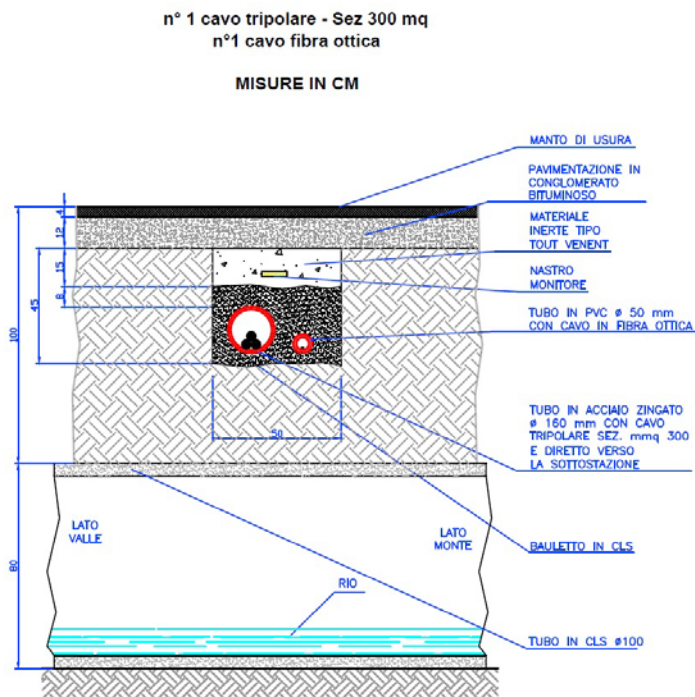 n° 1 cavo tripolare - Sez 300 mq
n°1 cavo fibra ottica
MISURE IN CM
MANTO DI USURA
PAVIMENTAZIONE IN
CONGLOMERATO
BITUMINOSO
MATERIALE
INERTE TIPO
TOUT VENENT
NASTRO
MONITORE
TUBO IN PVC ø 50 mm
CON CAVO IN FIBRA OTTICA
TUBO IN ACCIAIO ZINGATO
ø 160 mm CON CAVO
TRIPOLARE SEZ. mmq 300
E DIRETTO VERSO
LA SOTTOSTAZIONE
BAULETTO IN CLS
TUBO IN CLS ø100
4
12
15
8
45
100
50
80
LATO
VALLE
LATO
MONTE
RIO